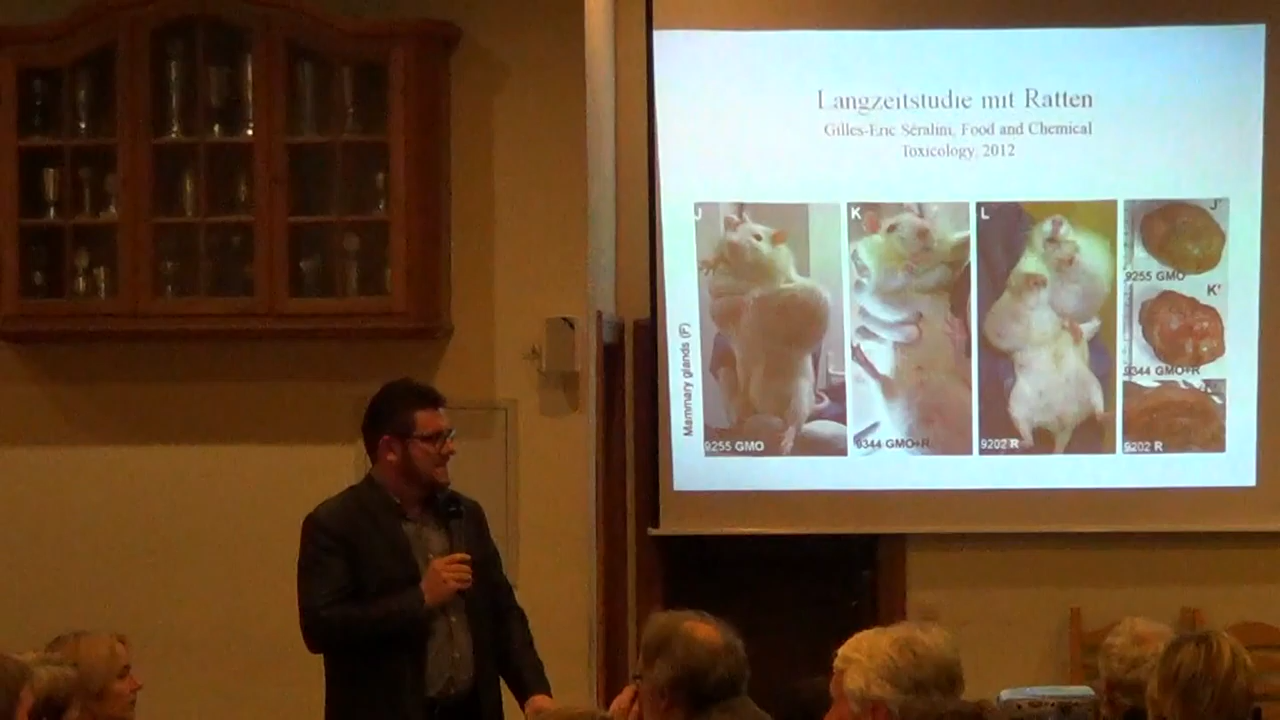 Langzeitstudie mit Ratten
Gilles-Eric Séralini, Food and Chemical
Toxicology, 2012
Mammary glands (F)
J
K
L
J'
K'
9255 GMO
9344 GMO+R
9202 R
9255 GMO
9344 GMO+R
9202 R